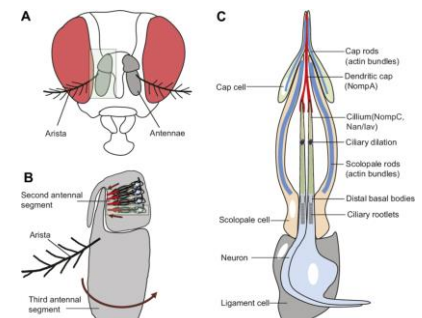 A
Arista
Antennae
B
Second antennal
segment
Arista
Third antennal
segment
C
Cap rods
(actin bundles)
Dendritic cap
(NompA)
Cap cell
Cillium(NompC,
Nan/Iav)
Ciliary dilation
Scolopale rods
(actin bundles)
Distal basal bodies
Ciliary rootlets
Scolopale cell
Neuron
Ligament cell